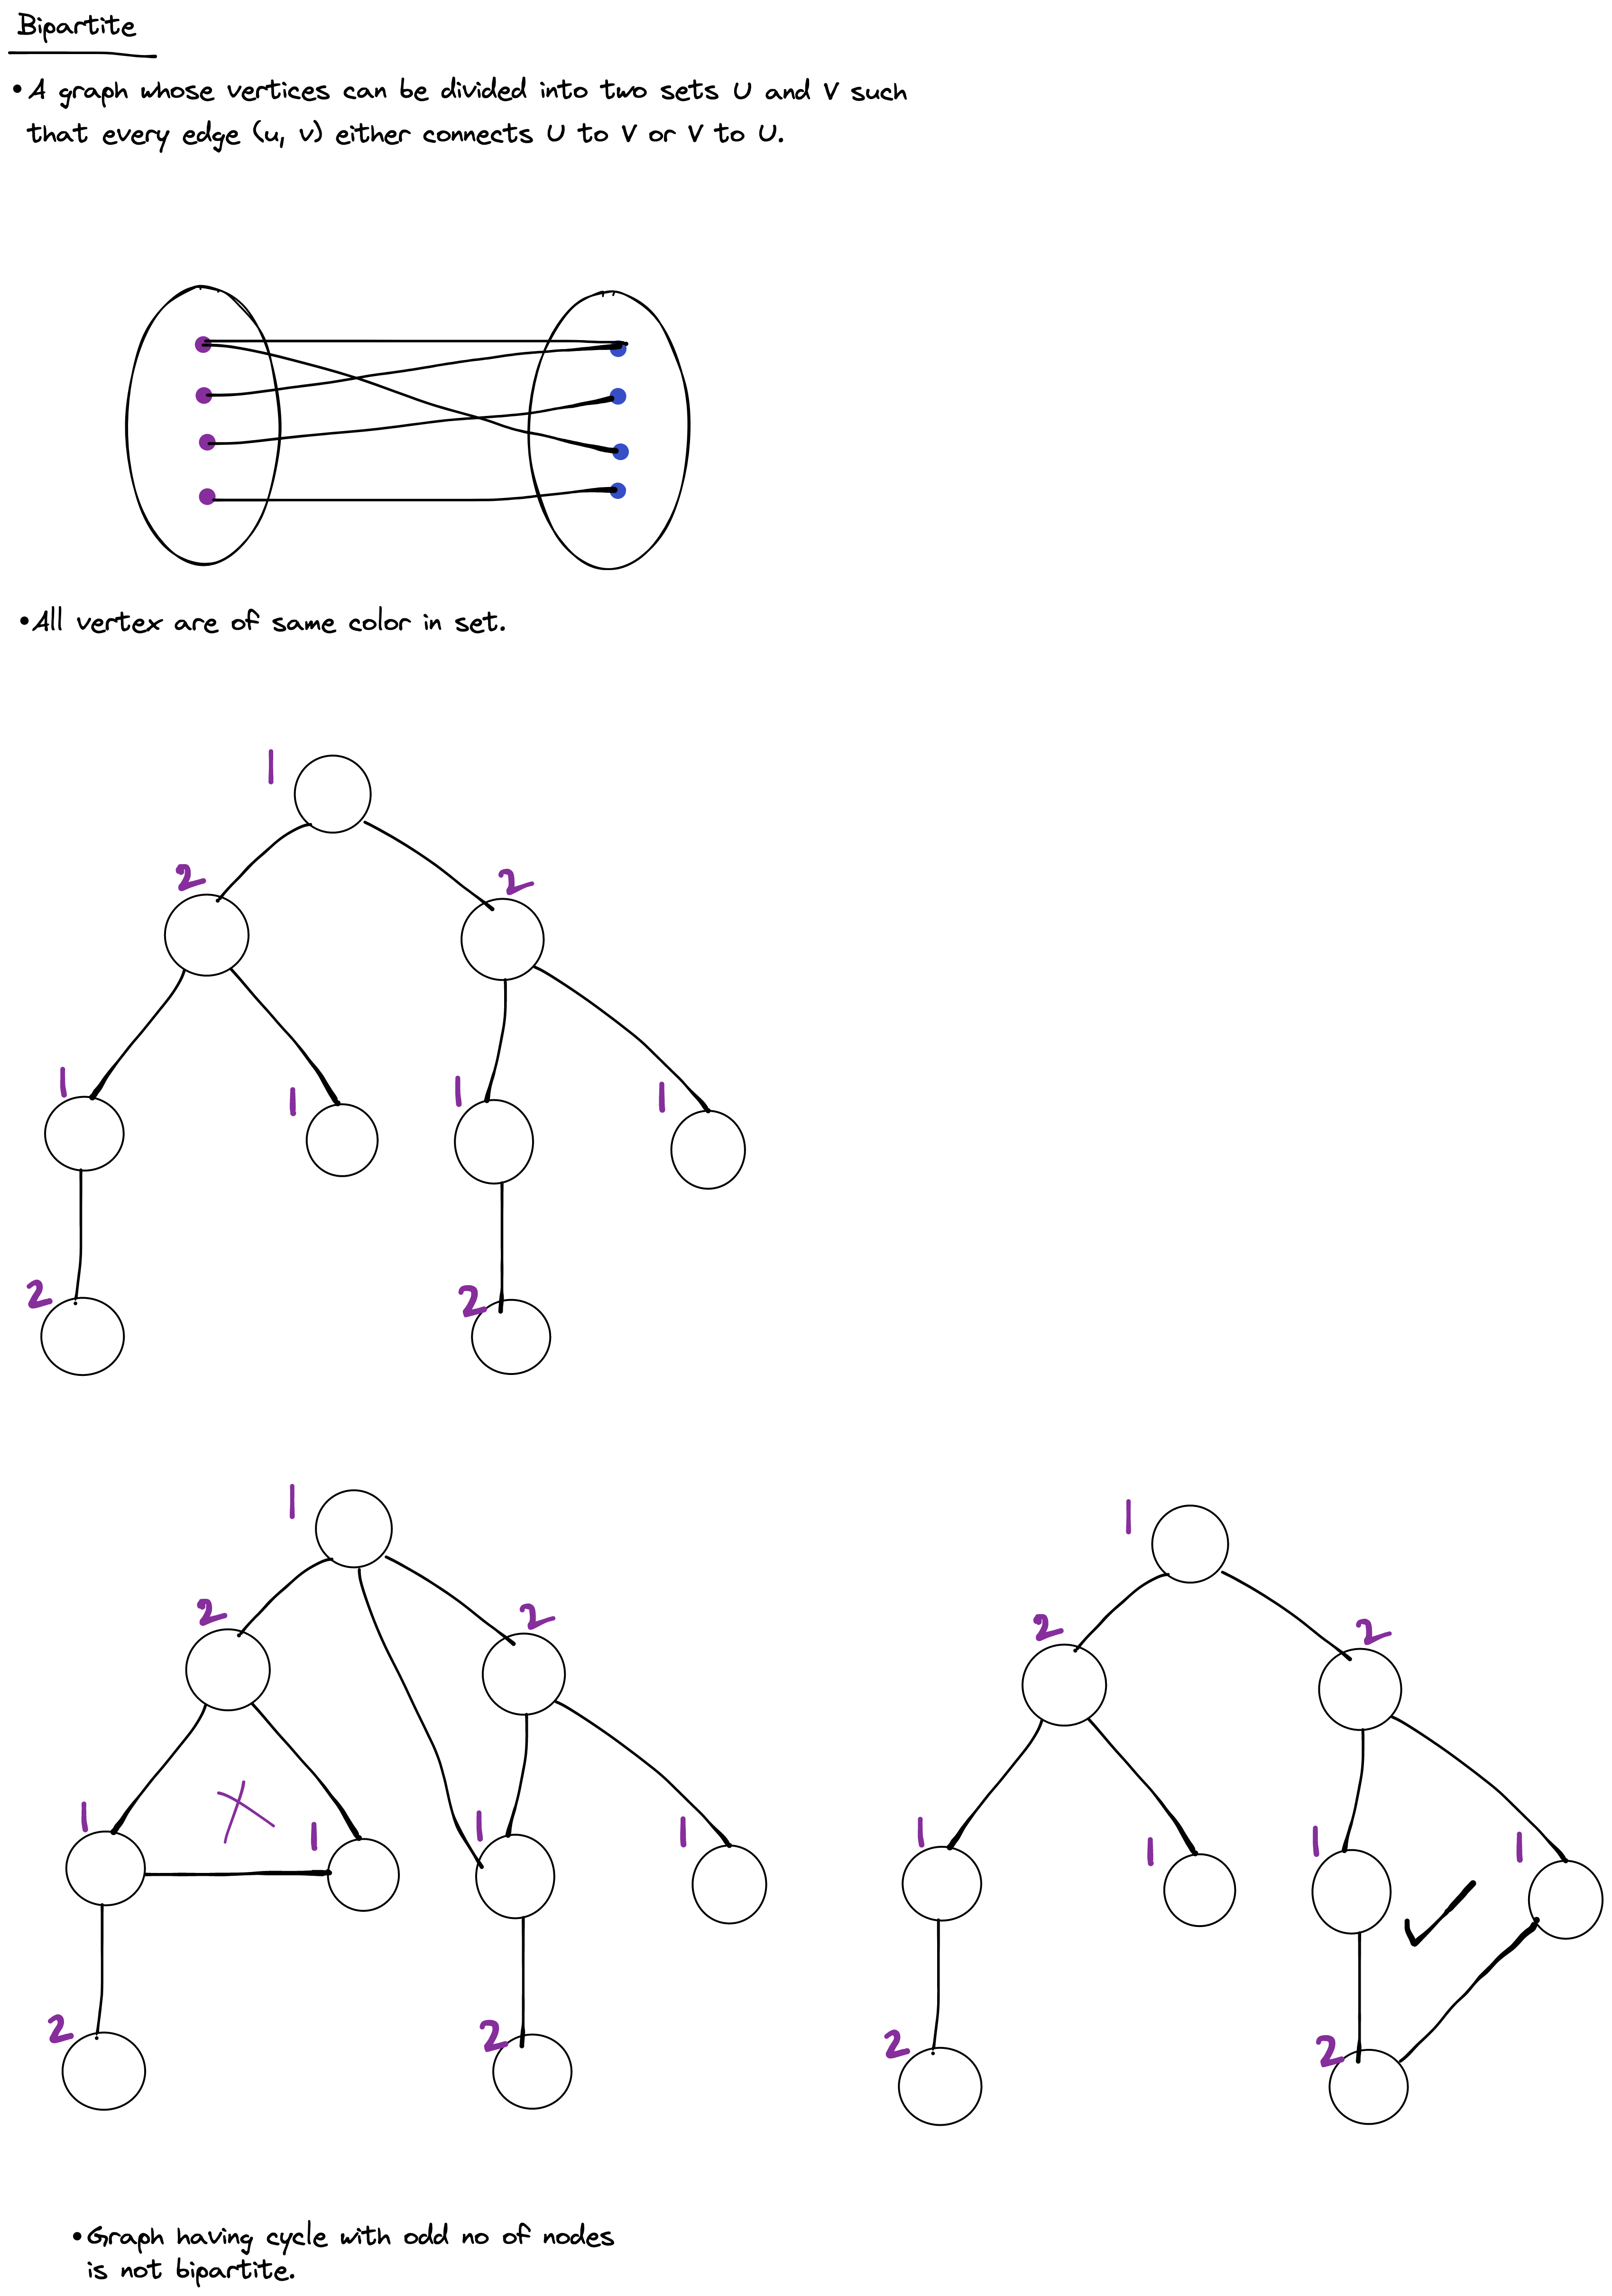 Bipartite
• A graph whose vertices can be divided into two sets U and V such
that every edge (u, v) either connects U to V or V to U.
• All vertex are of same color in set.
1
2 2
1 1 1 1
2 2
1 1
2 2 2 2
1 1 1 1 1 1 1 1
2 2 2 2
• Graph having cycle with odd no of nodes
is not bipartite.